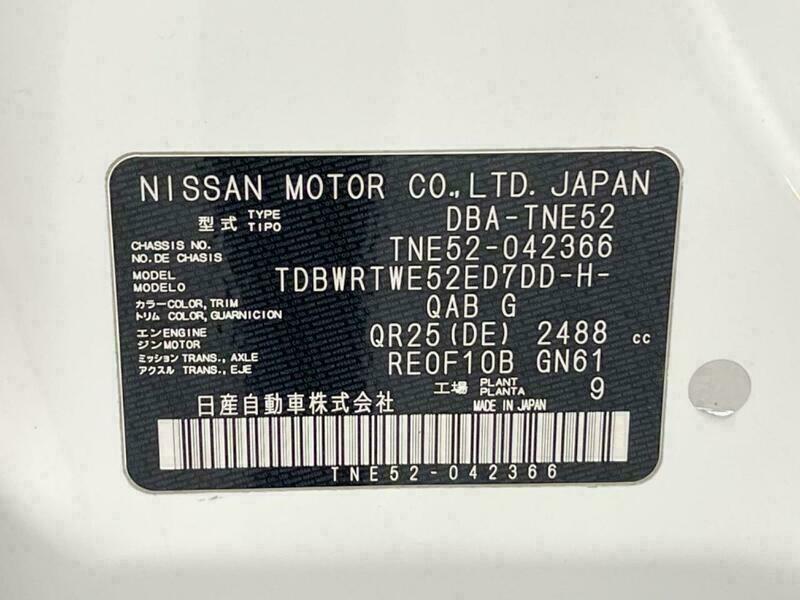 NISSAN MOTOR CO.,LTD. JAPAN
型式 TYPE TIPO DBA-TNE52
CHASSIS NO. NO.DE CHASIS TNE52-042366
MODEL MODELO TDBWRTWE52ED7DD-H-
カラー COLOR, TRIM トリム COLOR, GUARNICION QAB G
エンジン ENGINE MOTOR QR25(DE) 2488 cc
ミッション TRANS., AXLE アクスル TRANS., EJE RE0F10B GN61
工場 PLANT PLANTA 9
日産自動車株式会社 MADE IN JAPAN
TNE52-042366